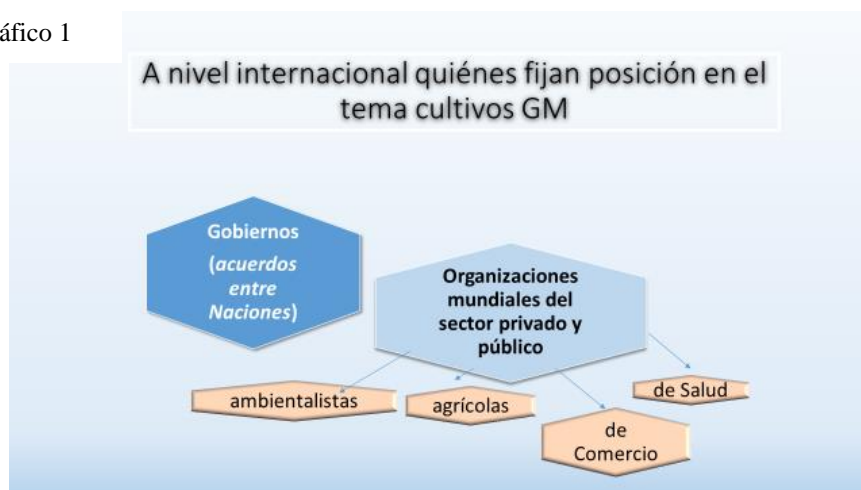 áfico 1
A nivel internacional quiénes fijan posición en el
tema cultivos GM
Gobiernos
(acuerdos
entre
Naciones)
Organizaciones
mundiales del
sector privado y
público
ambientalistas
agrícolas
de
Comercio
de Salud